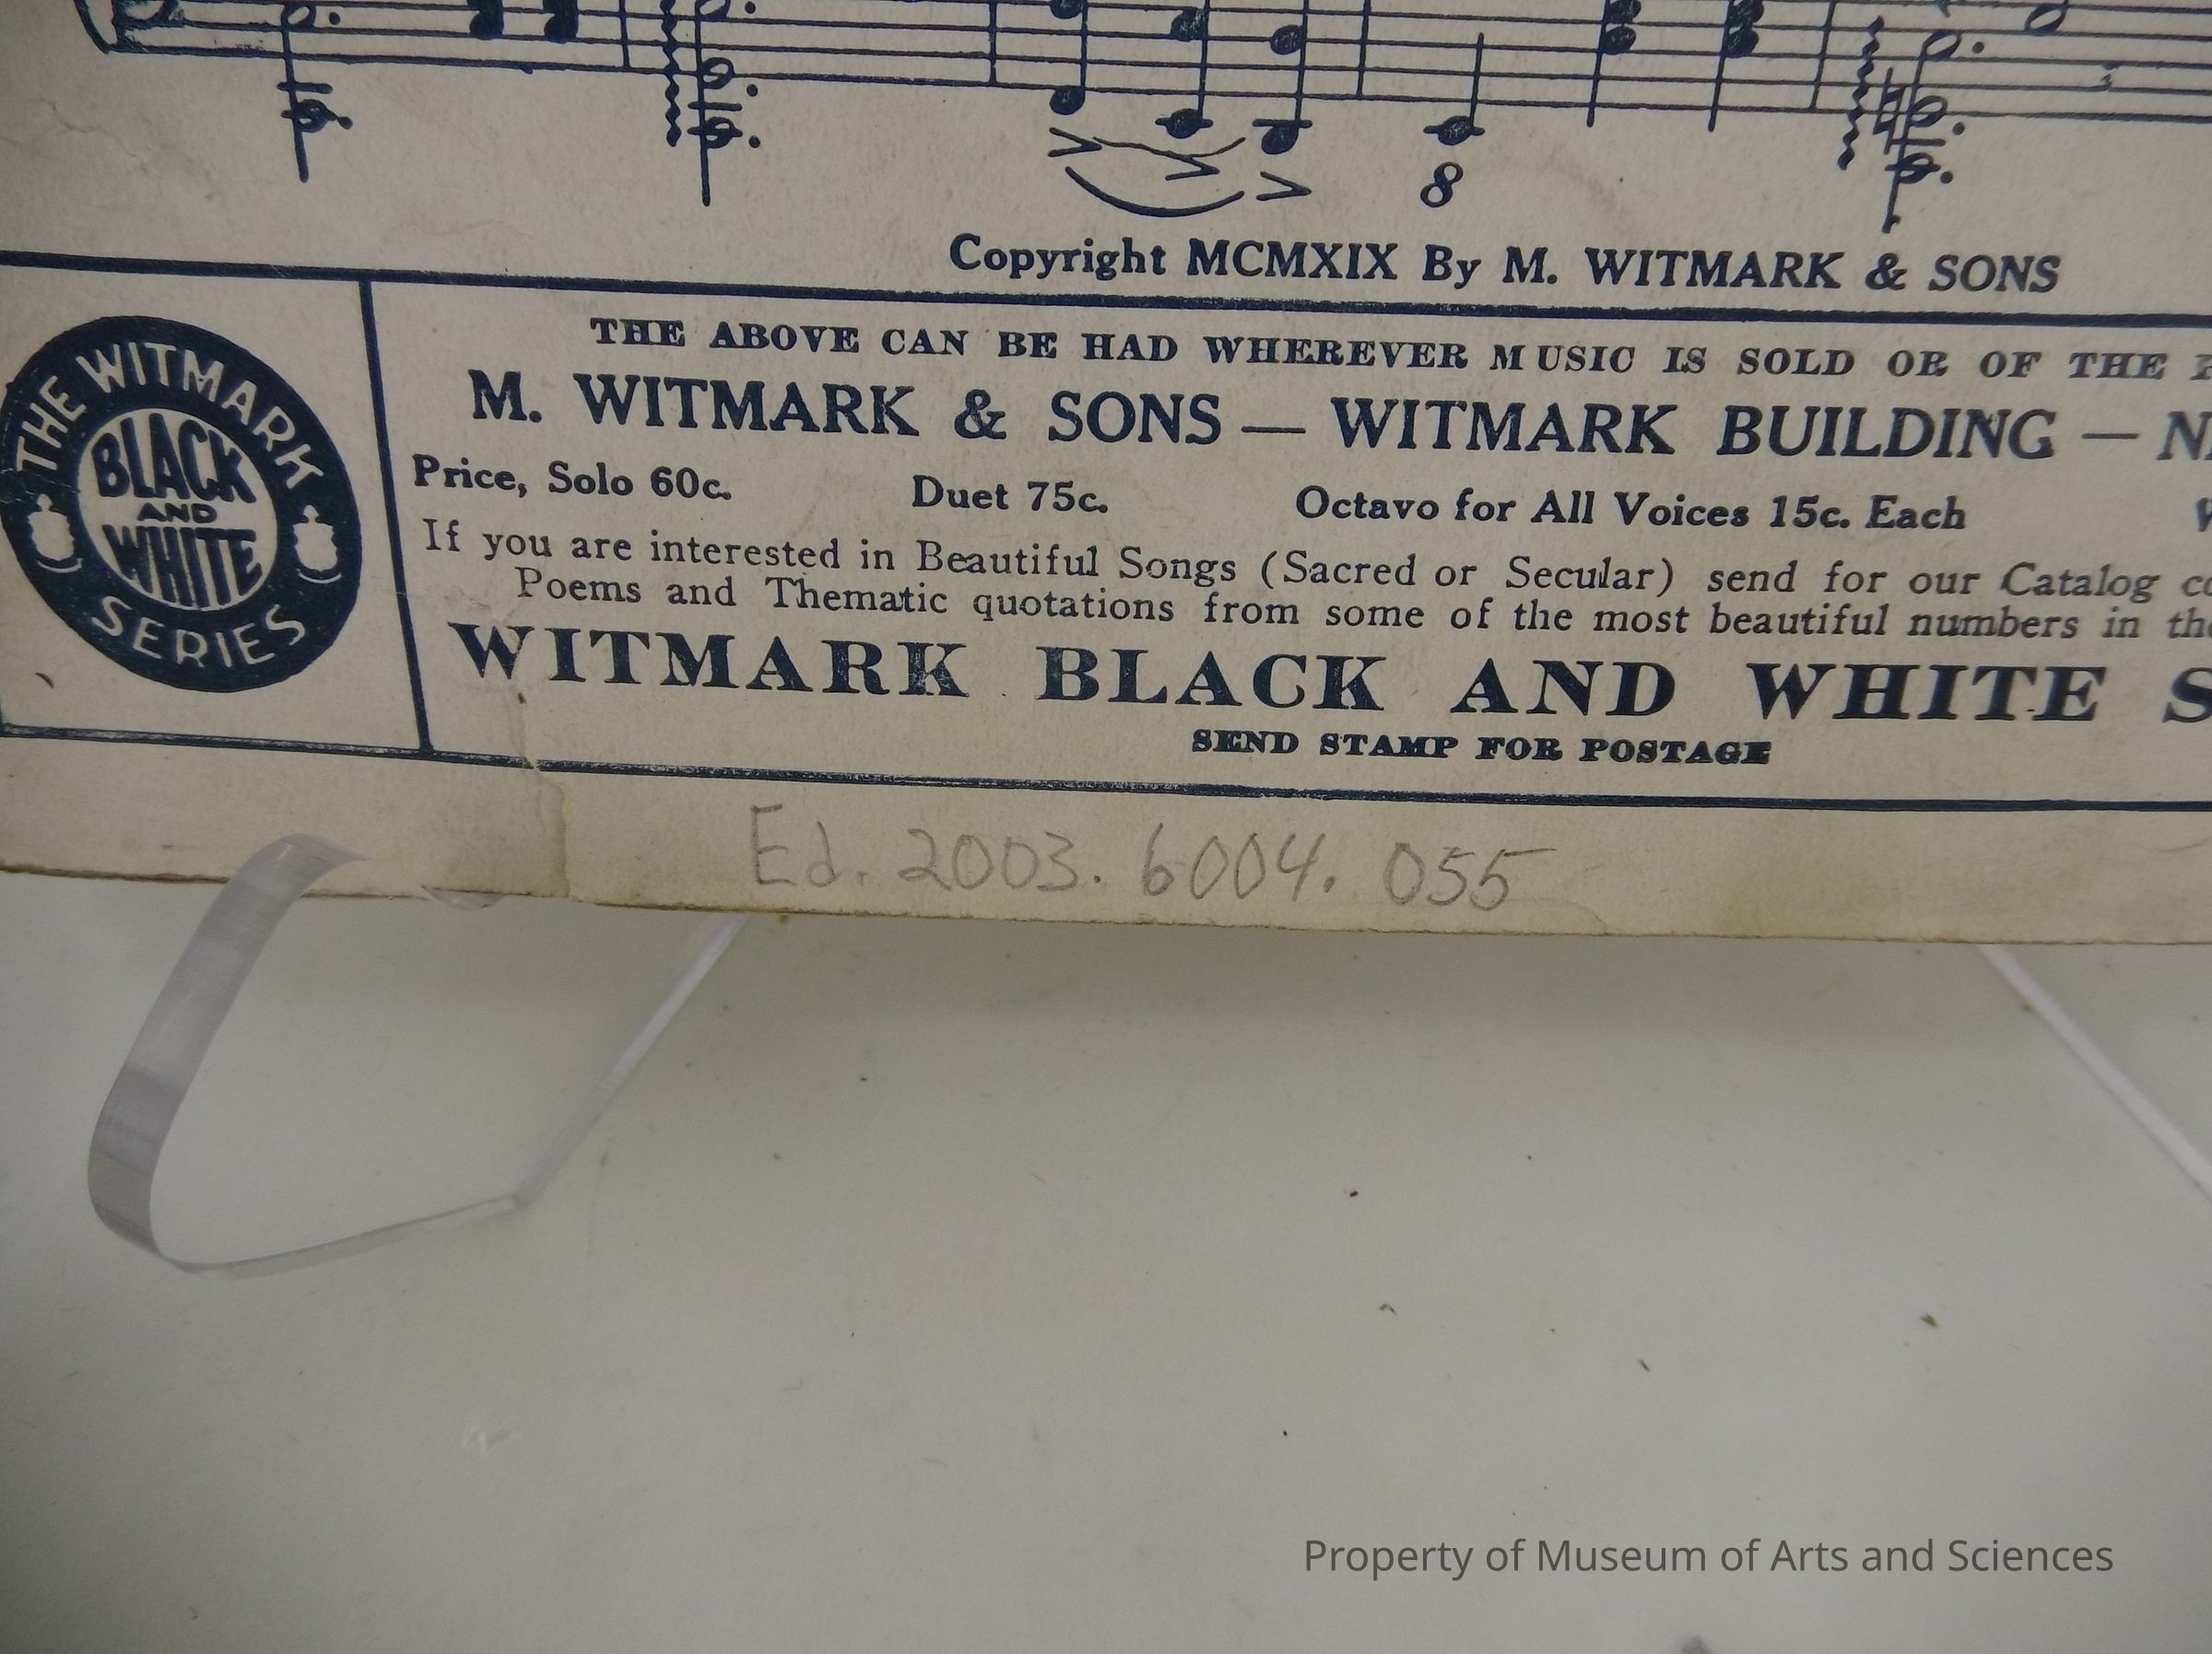 8
Copyright MCMXIX By M. WITMARK & SONS
THE WITMARK
BLACK
AND
WHITE
SERIES
THE ABOVE CAN BE HAD WHEREVER MUSIC IS SOLD OR OF THE
M. WITMARK & SONS — WITMARK BUILDING —
Price, Solo 60c. Duet 75c. Octavo for All Voices 15c. Each
If you are interested in Beautiful Songs (Sacred or Secular) send for our Catalog
Poems and Thematic quotations from some of the most beautiful numbers in
WITMARK BLACK AND WHITE
SEND STAMP FOR POSTAGE
Ed. 2003. 6004. 055
Property of Museum of Arts and Sciences